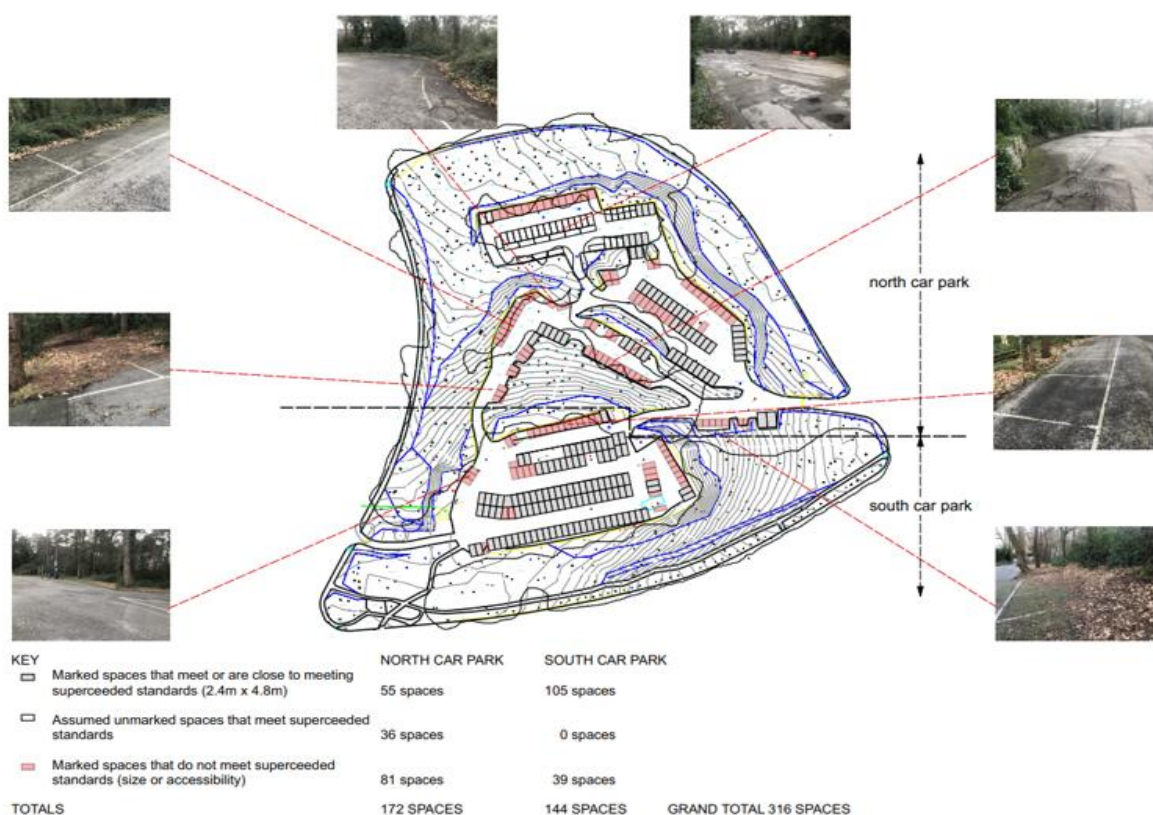 north car park
south car park
KEY
NORTH CAR PARK SOUTH CAR PARK
Marked spaces that meet or are close to meeting
superceeded standards (2.4m x 4.8m)
55 spaces 105 spaces
Assumed unmarked spaces that meet superceeded
standards
36 spaces 0 spaces
Marked spaces that do not meet superceeded
standards (size or accessibility)
81 spaces 39 spaces
TOTALS 172 SPACES 144 SPACES GRAND TOTAL 316 SPACES